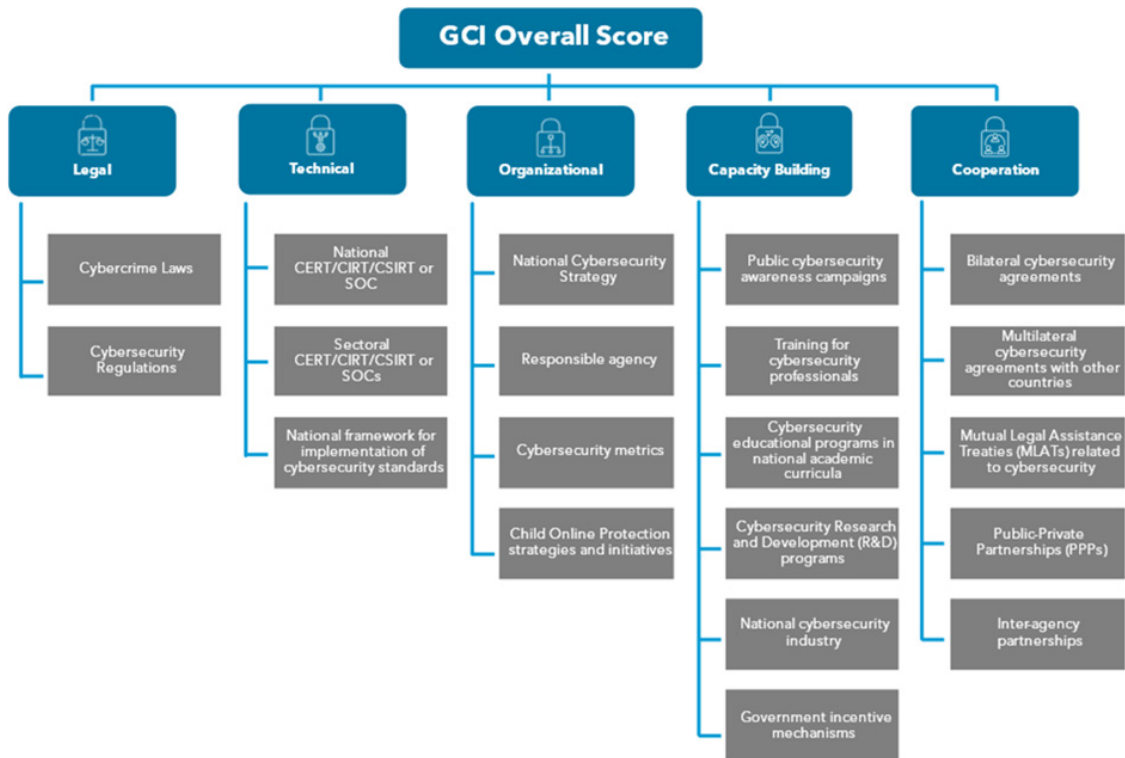 GCI Overall Score
Legal
Technical
Organizational
Capacity Building
Cooperation
Cybercrime Laws
Cybersecurity
Regulations
National
CERT/CIRT/CSIRT or
SOC
Sectoral
CERT/CIRT/CSIRT or
SOCs
National framework for
implementation of
cybersecurity standards
National Cybersecurity
Strategy
Responsible agency
Cybersecurity metrics
Child Online Protection
strategies and initiatives
Public cybersecurity
awareness campaigns
Training for
cybersecurity
professionals
Cybersecurity
educational programs in
national academic
curricula
Cybersecurity Research
and Development (R&D)
programs
National cybersecurity
industry
Government incentive
mechanisms
Bilateral cybersecurity
agreements
Multilateral
cybersecurity
agreements with other
countries
Mutual Legal Assistance
Treaties (MLATs) related
to cybersecurity
Public-Private
Partnerships (PPPs)
Inter-agency
partnerships